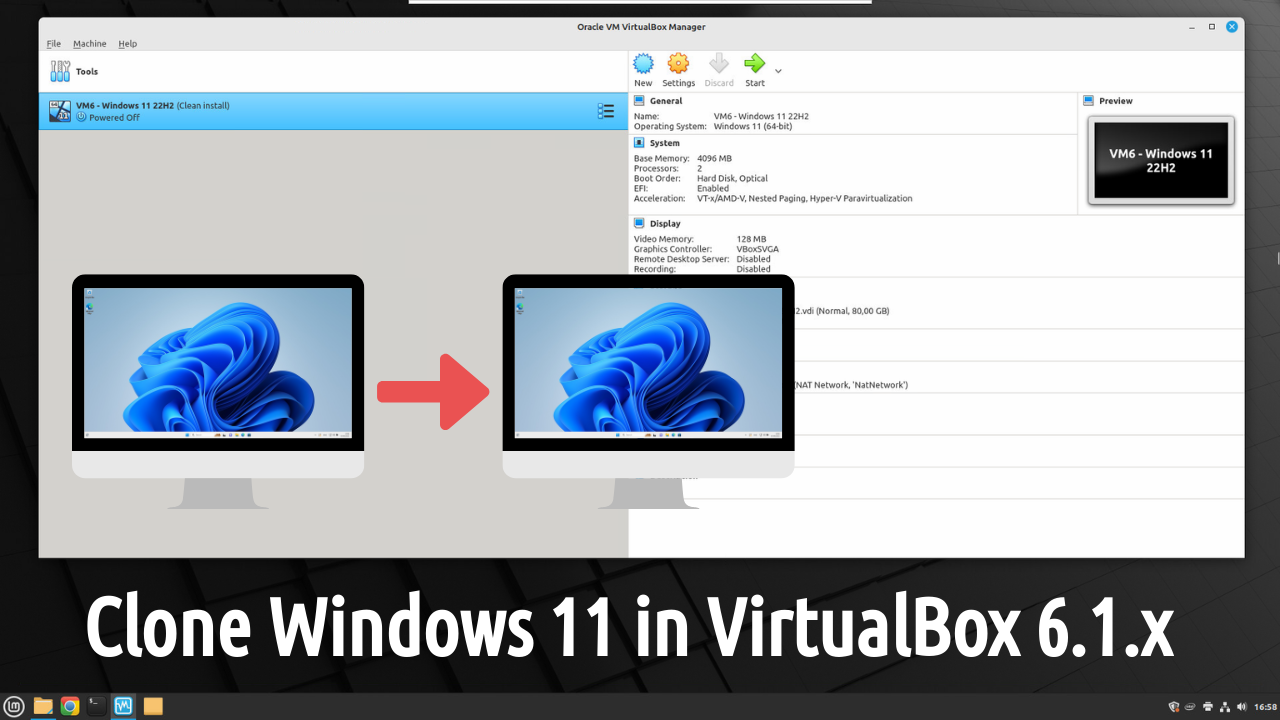 Oracle VM VirtualBox Manager
File Machine Help
Tools
New Settings Discard Start
VM6 - Windows 11 22H2 (Clean install)
Powered Off
General
Name: VM6 - Windows 11 22H2
Operating System: Windows 11 (64-bit)
System
Base Memory: 4096 MB
Processors: 2
Boot Order: Hard Disk, Optical
EFI: Enabled
Acceleration: VT-x/AMD-V, Nested Paging, Hyper-V Paravirtualization
Preview
VM6 - Windows 11
22H2
Display
Video Memory: 128 MB
Graphics Controller: VBoxSVGA
Remote Desktop Server: Disabled
Recording: Disabled
2.vdi (Normal, 80,00 GB)
(NAT Network, 'NatNetwork')
Clone Windows 11 in VirtualBox 6.1.x
16:58